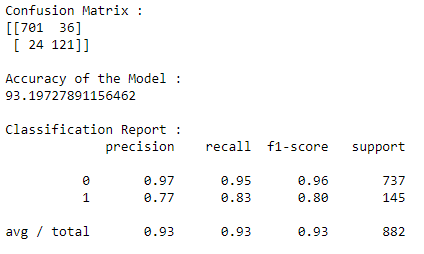 Confusion Matrix :
[[701  36]
 [ 24 121]]
Accuracy of the Model :
93.19727891156462
Classification Report :
             precision    recall  f1-score   support
          0       0.97      0.95      0.96       737
          1       0.77      0.83      0.80       145
avg / total       0.93      0.93      0.93       882